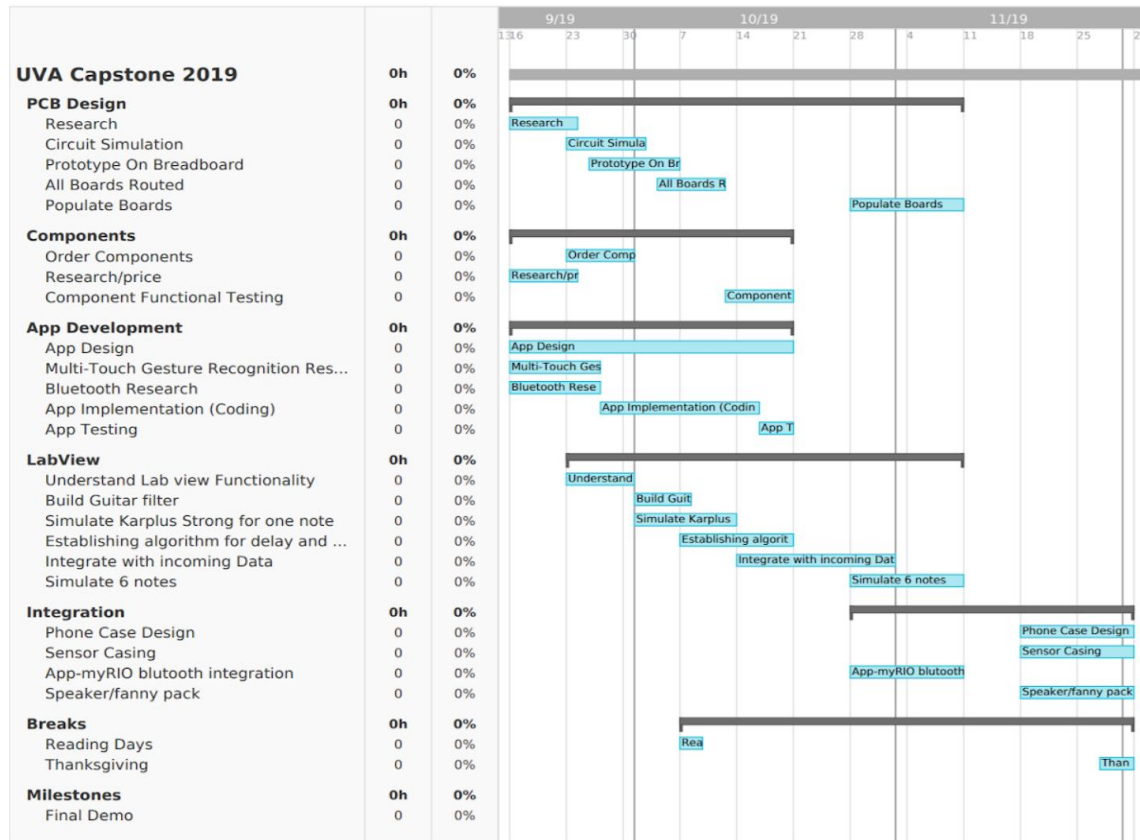 9/19 10/19 11/19
13 16 23 30 7 14 21 28 4 11 18 25 2
UVA Capstone 2019 0h 0%
PCB Design 0h 0%
Research 0 0% Research
Circuit Simulation 0 0% Circuit Simula
Prototype On Breadboard 0 0% Prototype On Br
All Boards Routed 0 0% All Boards R
Populate Boards 0 0% Populate Boards
Components 0h 0%
Order Components 0 0% Order Comp
Research/price 0 0% Research/pr
Component Functional Testing 0 0% Component
App Development 0h 0%
App Design 0 0% App Design
Multi-Touch Gesture Recognition Res... 0 0% Multi-Touch Ges
Bluetooth Research 0 0% Bluetooth Rese
App Implementation (Coding) 0 0% App Implementation (Codin
App Testing 0 0% App T
LabView 0h 0%
Understand Lab view Functionality 0 0% Understand
Build Guitar filter 0 0% Build Guit
Simulate Karplus Strong for one note 0 0% Simulate Karplus
Establishing algorithm for delay and ... 0 0% Establishing algorit
Integrate with incoming Data 0 0% Integrate with incoming Dat
Simulate 6 notes 0 0% Simulate 6 notes
Integration 0h 0%
Phone Case Design 0 0% Phone Case Design
Sensor Casing 0 0% Sensor Casing
App-myRIO blutooth integration 0 0% App-myRIO blutooth
Speaker/fanny pack 0 0% Speaker/fanny pack
Breaks 0h 0%
Reading Days 0 0% Rea
Thanksgiving 0 0% Than
Milestones 0h 0%
Final Demo 0 0%